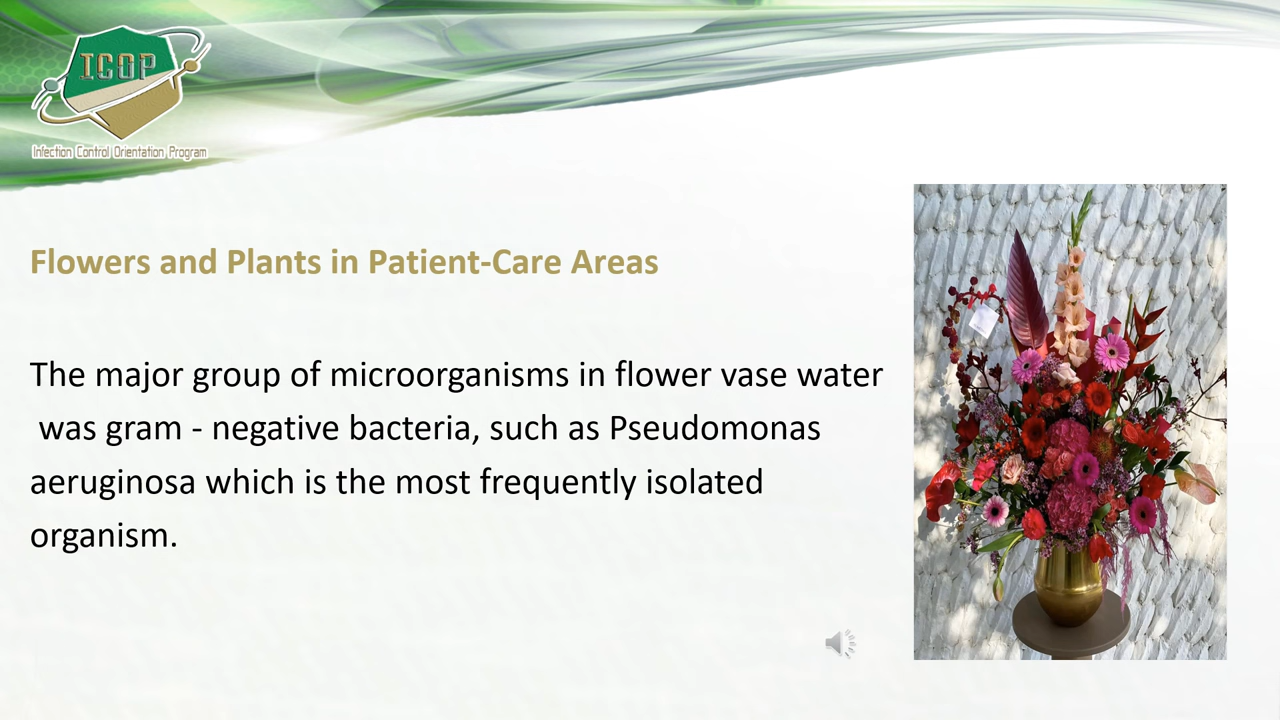 ICOP
Infection Control Orientation Program
Flowers and Plants in Patient-Care Areas
The major group of microorganisms in flower vase water
was gram - negative bacteria, such as Pseudomonas
aeruginosa which is the most frequently isolated
organism.